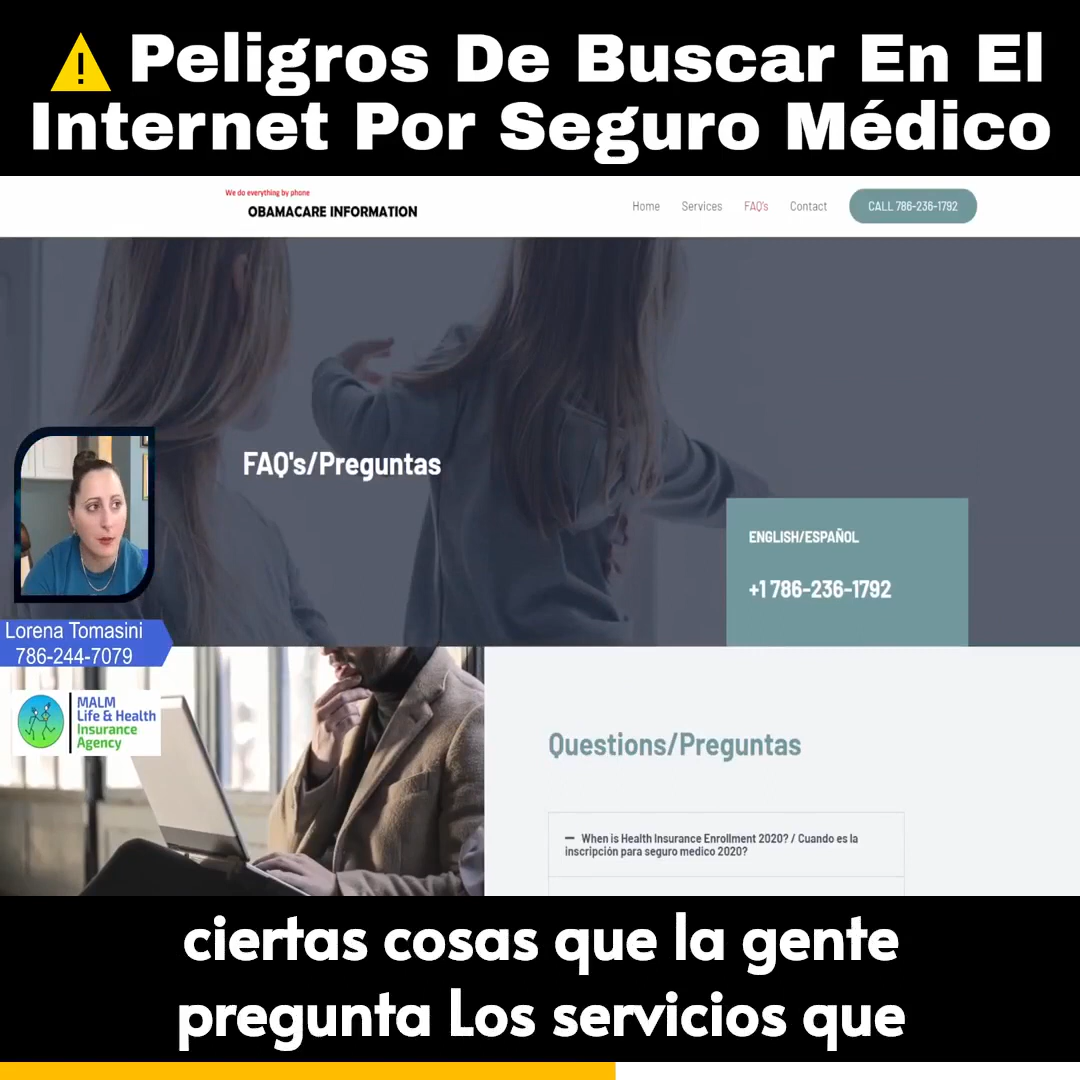 ⚠ Peligros De Buscar En El
Internet Por Seguro Médico
We do everything by phone
OBAMACARE INFORMATION
Home Services FAQ's Contact CALL 786-236-1792
FAQ's/Preguntas
ENGLISH/ESPAÑOL
+1 786-236-1792
Lorena Tomasini
786-244-7079
MALM
Life & Health
Insurance
Agency
Questions/Preguntas
When is Health Insurance Enrollment 2020? / Cuando es la
inscripción para seguro medico 2020?
ciertas cosas que la gente
pregunta Los servicios que